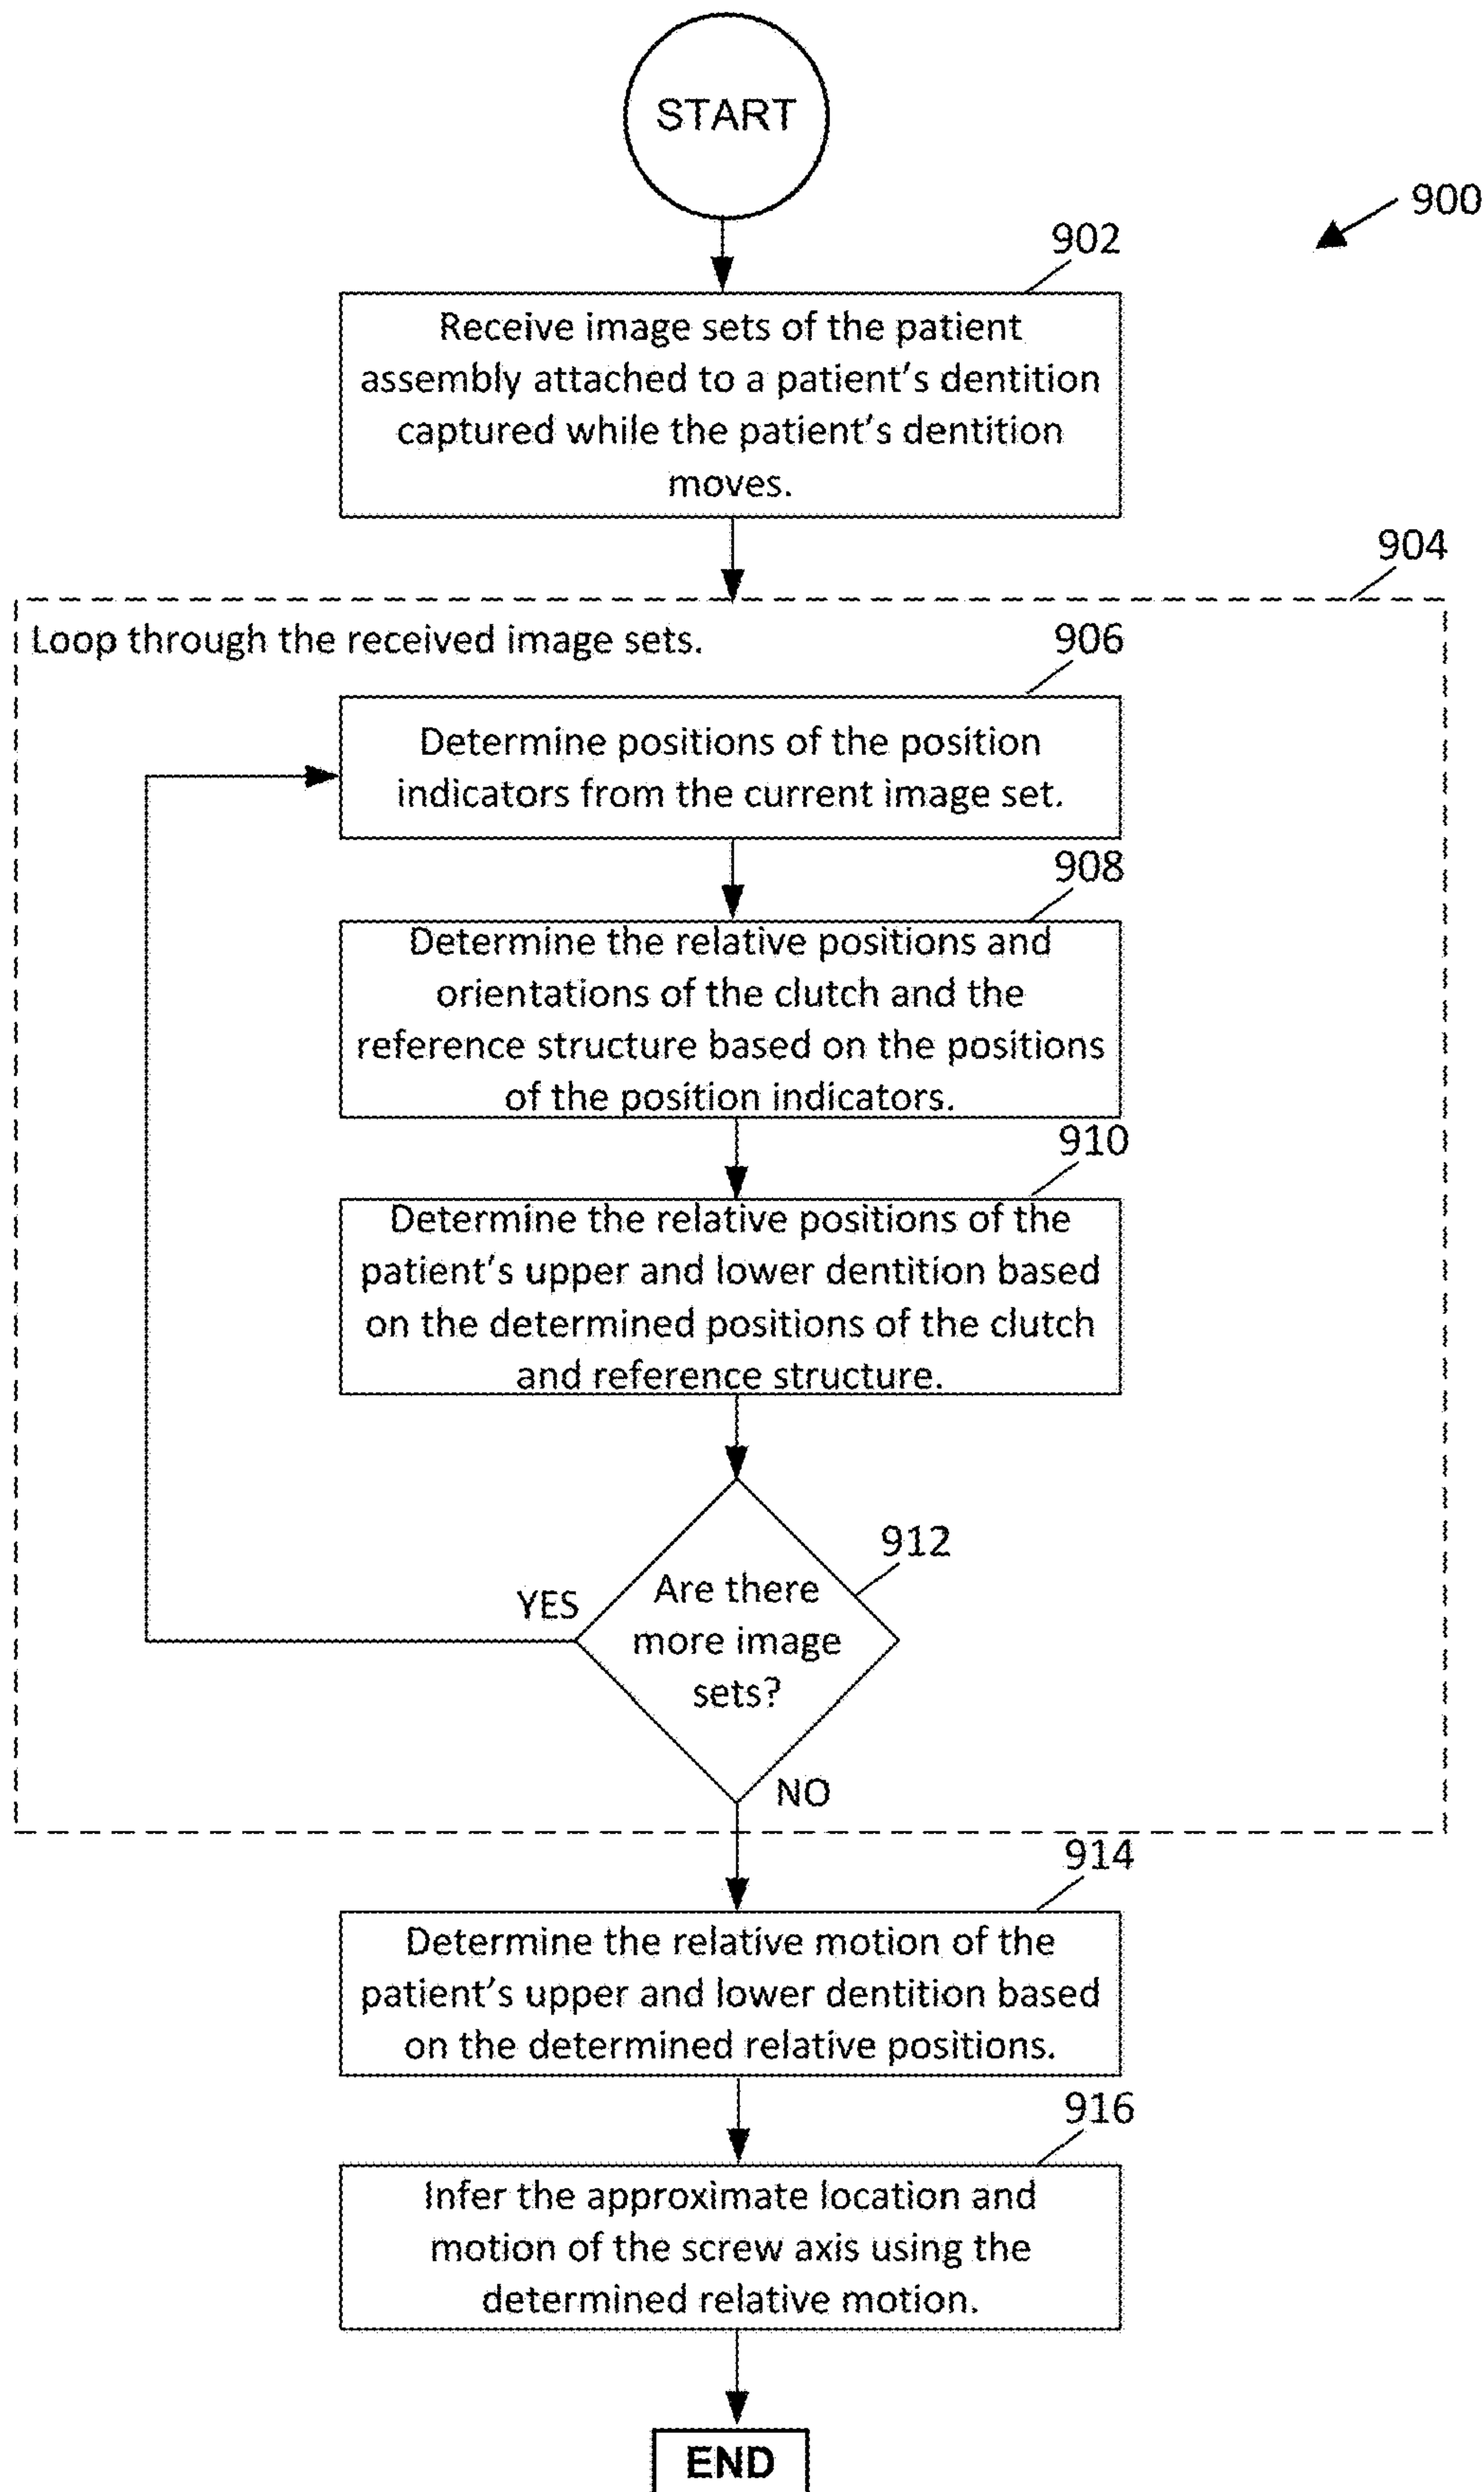 START
900
902
Receive image sets of the patient
assembly attached to a patient's dentition
captured while the patient's dentition
moves.
904
Loop through the received image sets.
906
Determine positions of the position
indicators from the current image set.
908
Determine the relative positions and
orientations of the clutch and the
reference structure based on the positions
of the position indicators.
910
Determine the relative positions of the
patient's upper and lower dentition based
on the determined positions of the clutch
and reference structure.
912
YES
Are there
more image
sets?
NO
914
Determine the relative motion of the
patient's upper and lower dentition based
on the determined relative positions.
916
Infer the approximate location and
motion of the screw axis using the
determined relative motion.
END